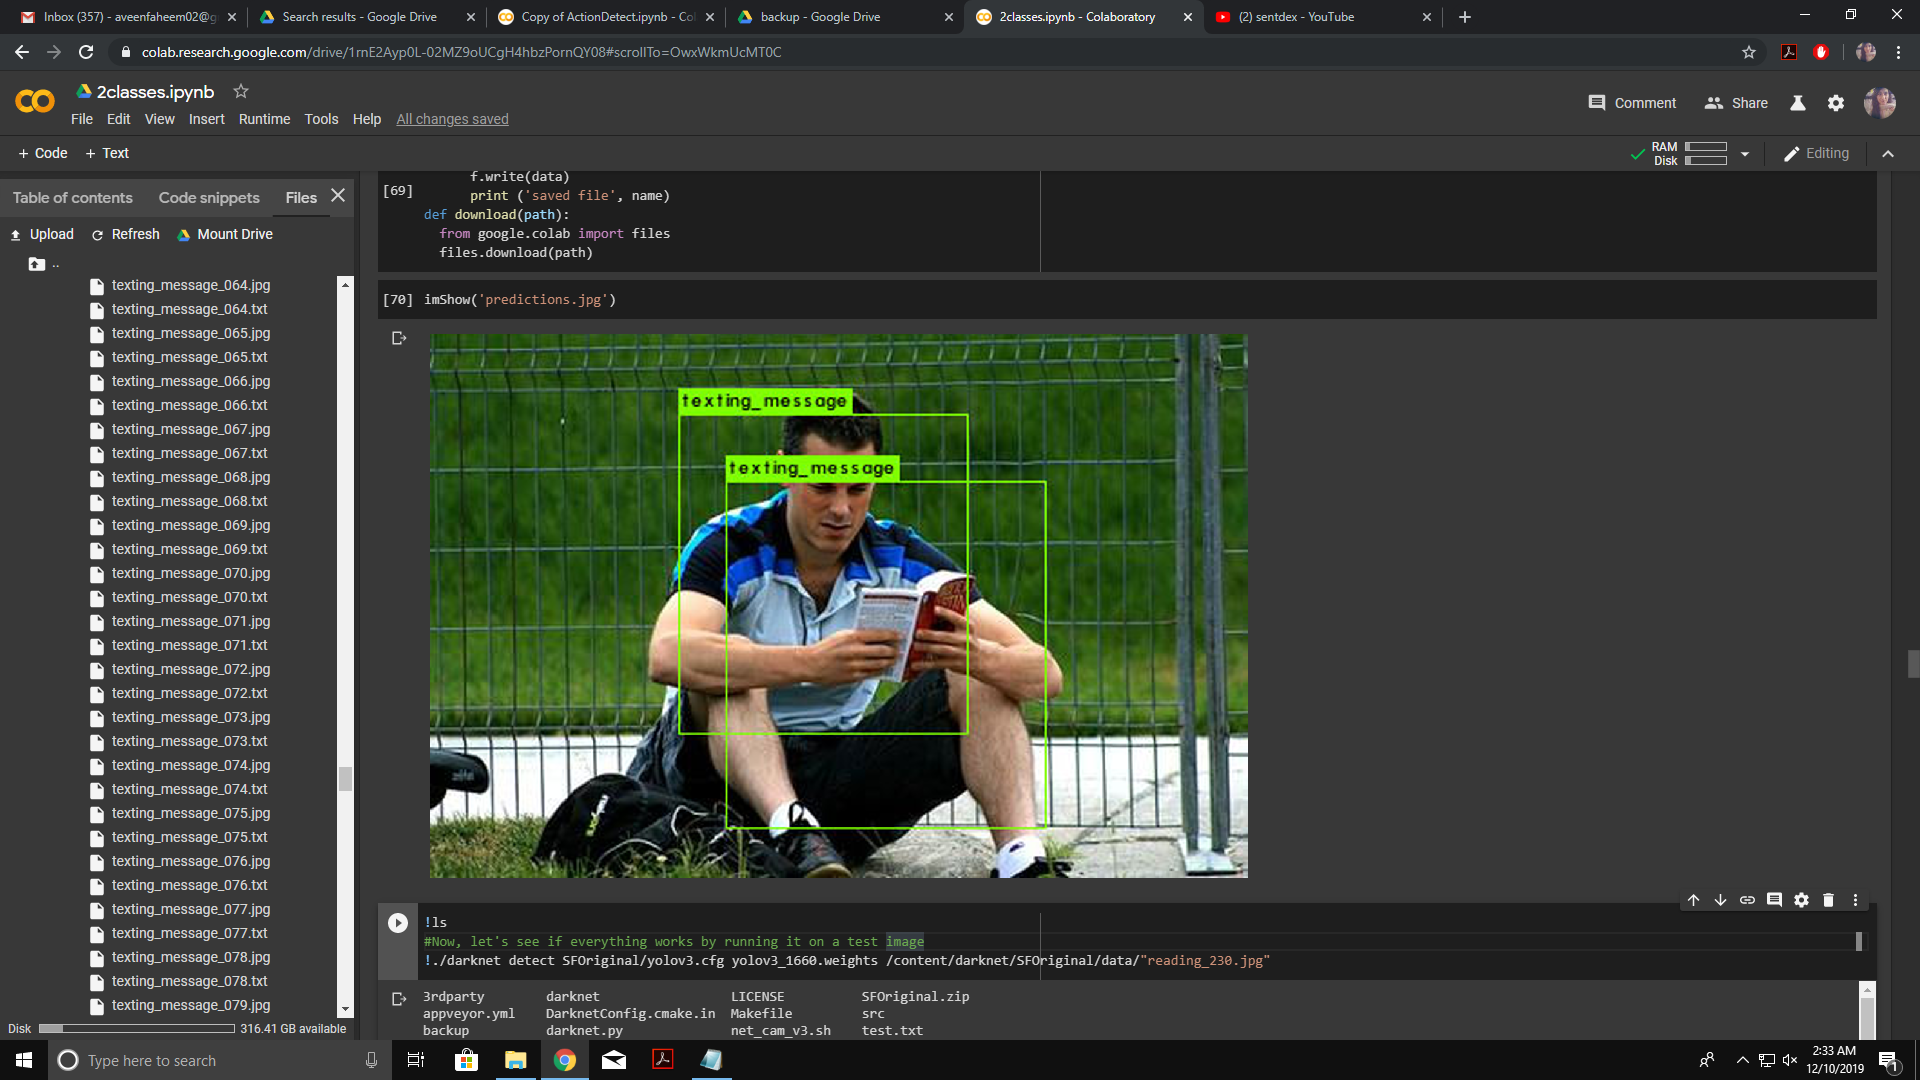 Inbox (357) - aveenfaheem02@g
Search results - Google Drive
Copy of ActionDetect.ipynb - Co
backup - Google Drive
2classes.ipynb - Colaboratory
(2) sentdex - YouTube
colab.research.google.com/drive/1rnE2Ayp0L-02MZ9oUCgH4hbzPornQY08#scrollTo=OwxWkmUcMT0C
2classes.ipynb
Comment
Share
File Edit View Insert Runtime Tools Help All changes saved
+ Code + Text
RAM
Disk
Editing
Table of contents Code snippets Files
Upload Refresh Mount Drive
..
texting_message_064.jpg
texting_message_064.txt
texting_message_065.jpg
texting_message_065.txt
texting_message_066.jpg
texting_message_066.txt
texting_message_067.jpg
texting_message_067.txt
texting_message_068.jpg
texting_message_068.txt
texting_message_069.jpg
texting_message_069.txt
texting_message_070.jpg
texting_message_070.txt
texting_message_071.jpg
texting_message_071.txt
texting_message_072.jpg
texting_message_072.txt
texting_message_073.jpg
texting_message_073.txt
texting_message_074.jpg
texting_message_074.txt
texting_message_075.jpg
texting_message_075.txt
texting_message_076.jpg
texting_message_076.txt
texting_message_077.jpg
texting_message_077.txt
texting_message_078.jpg
texting_message_078.txt
texting_message_079.jpg
Disk 316.41 GB available
f.write(data)
[69] print ('saved file', name)
def download(path):
from google.colab import files
files.download(path)
[70] imShow('predictions.jpg')
texting_message
texting_message
!ls
#Now, let's see if everything works by running it on a test image
!./darknet detect SFOriginal/yolov3.cfg yolov3_1660.weights /content/darknet/SFOriginal/data/"reading_230.jpg"
3rdparty darknet LICENSE SFOriginal.zip
appveyor.yml DarknetConfig.cmake.in Makefile src
backup darknet.py net_cam_v3.sh test.txt
Type here to search
2:33 AM
12/10/2019
1